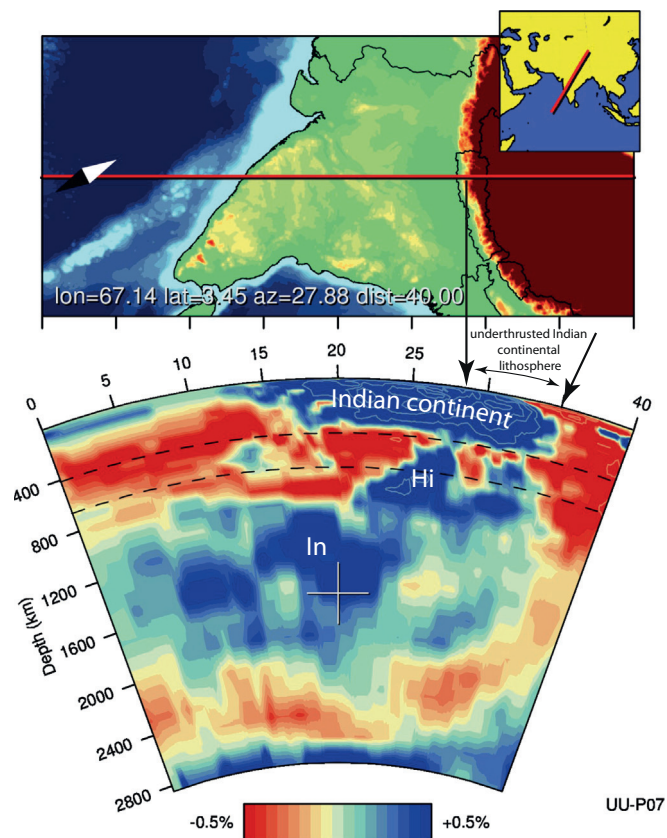 lon=67.14 lat=3.45 az=27.88 dist=40.00
underthrusted Indian
continental
lithosphere
0
5
10
15
20
25
40
Indian continent
Hi
In
400
800
1200
1600
2000
2400
2800
Depth (km)
-0.5%
+0.5%
UU-P07